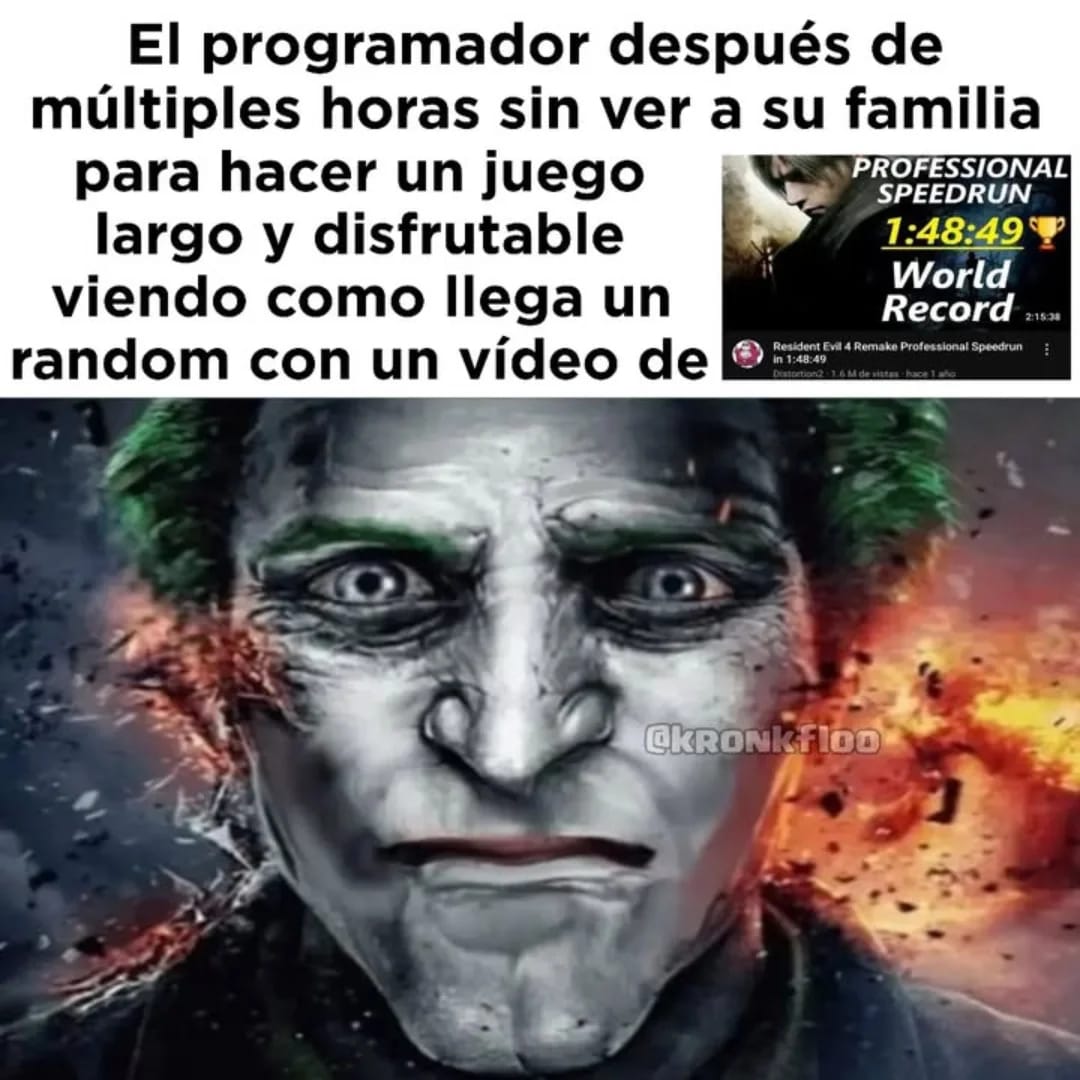 El programador después de
múltiples horas sin ver a su familia
para hacer un juego
largo y disfrutable
viendo como llega un
random con un vídeo de
PROFESSIONAL
SPEEDRUN
1:48:49
World
Record
2:15:38
Resident Evil 4 Remake Professional Speedrun
in 1:48:49
Distortion2 · 1.6 M de vistas · hace 1 año
@KRONKFLOO